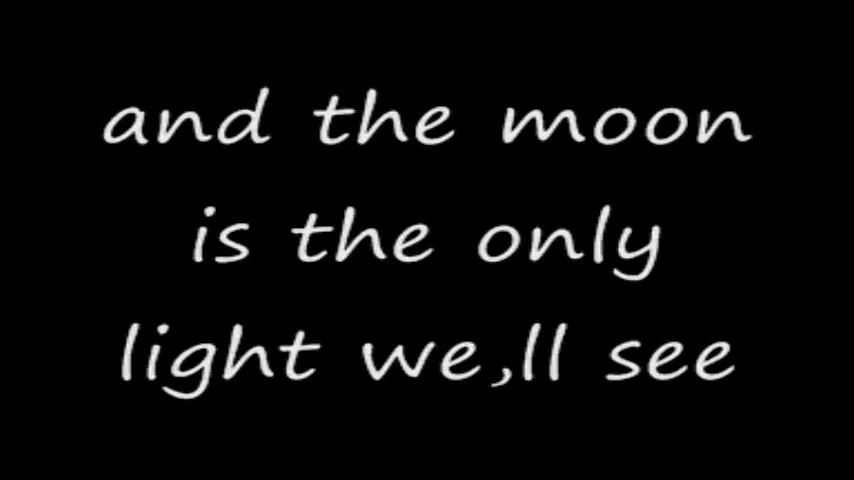 and the moon
is the only
light we,ll see